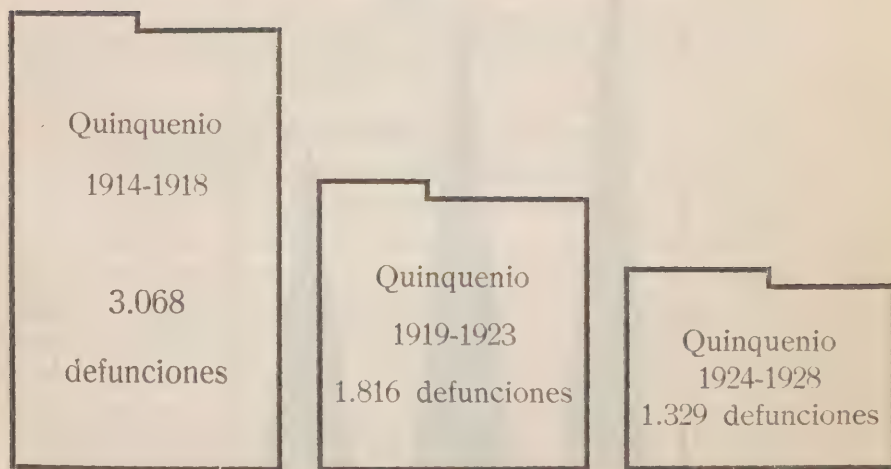 Quinquenio
1914-1918
3.068
defunciones
Quinquenio
1919-1923
1.816 defunciones
Quinquenio
1924-1928
1.329 defunciones